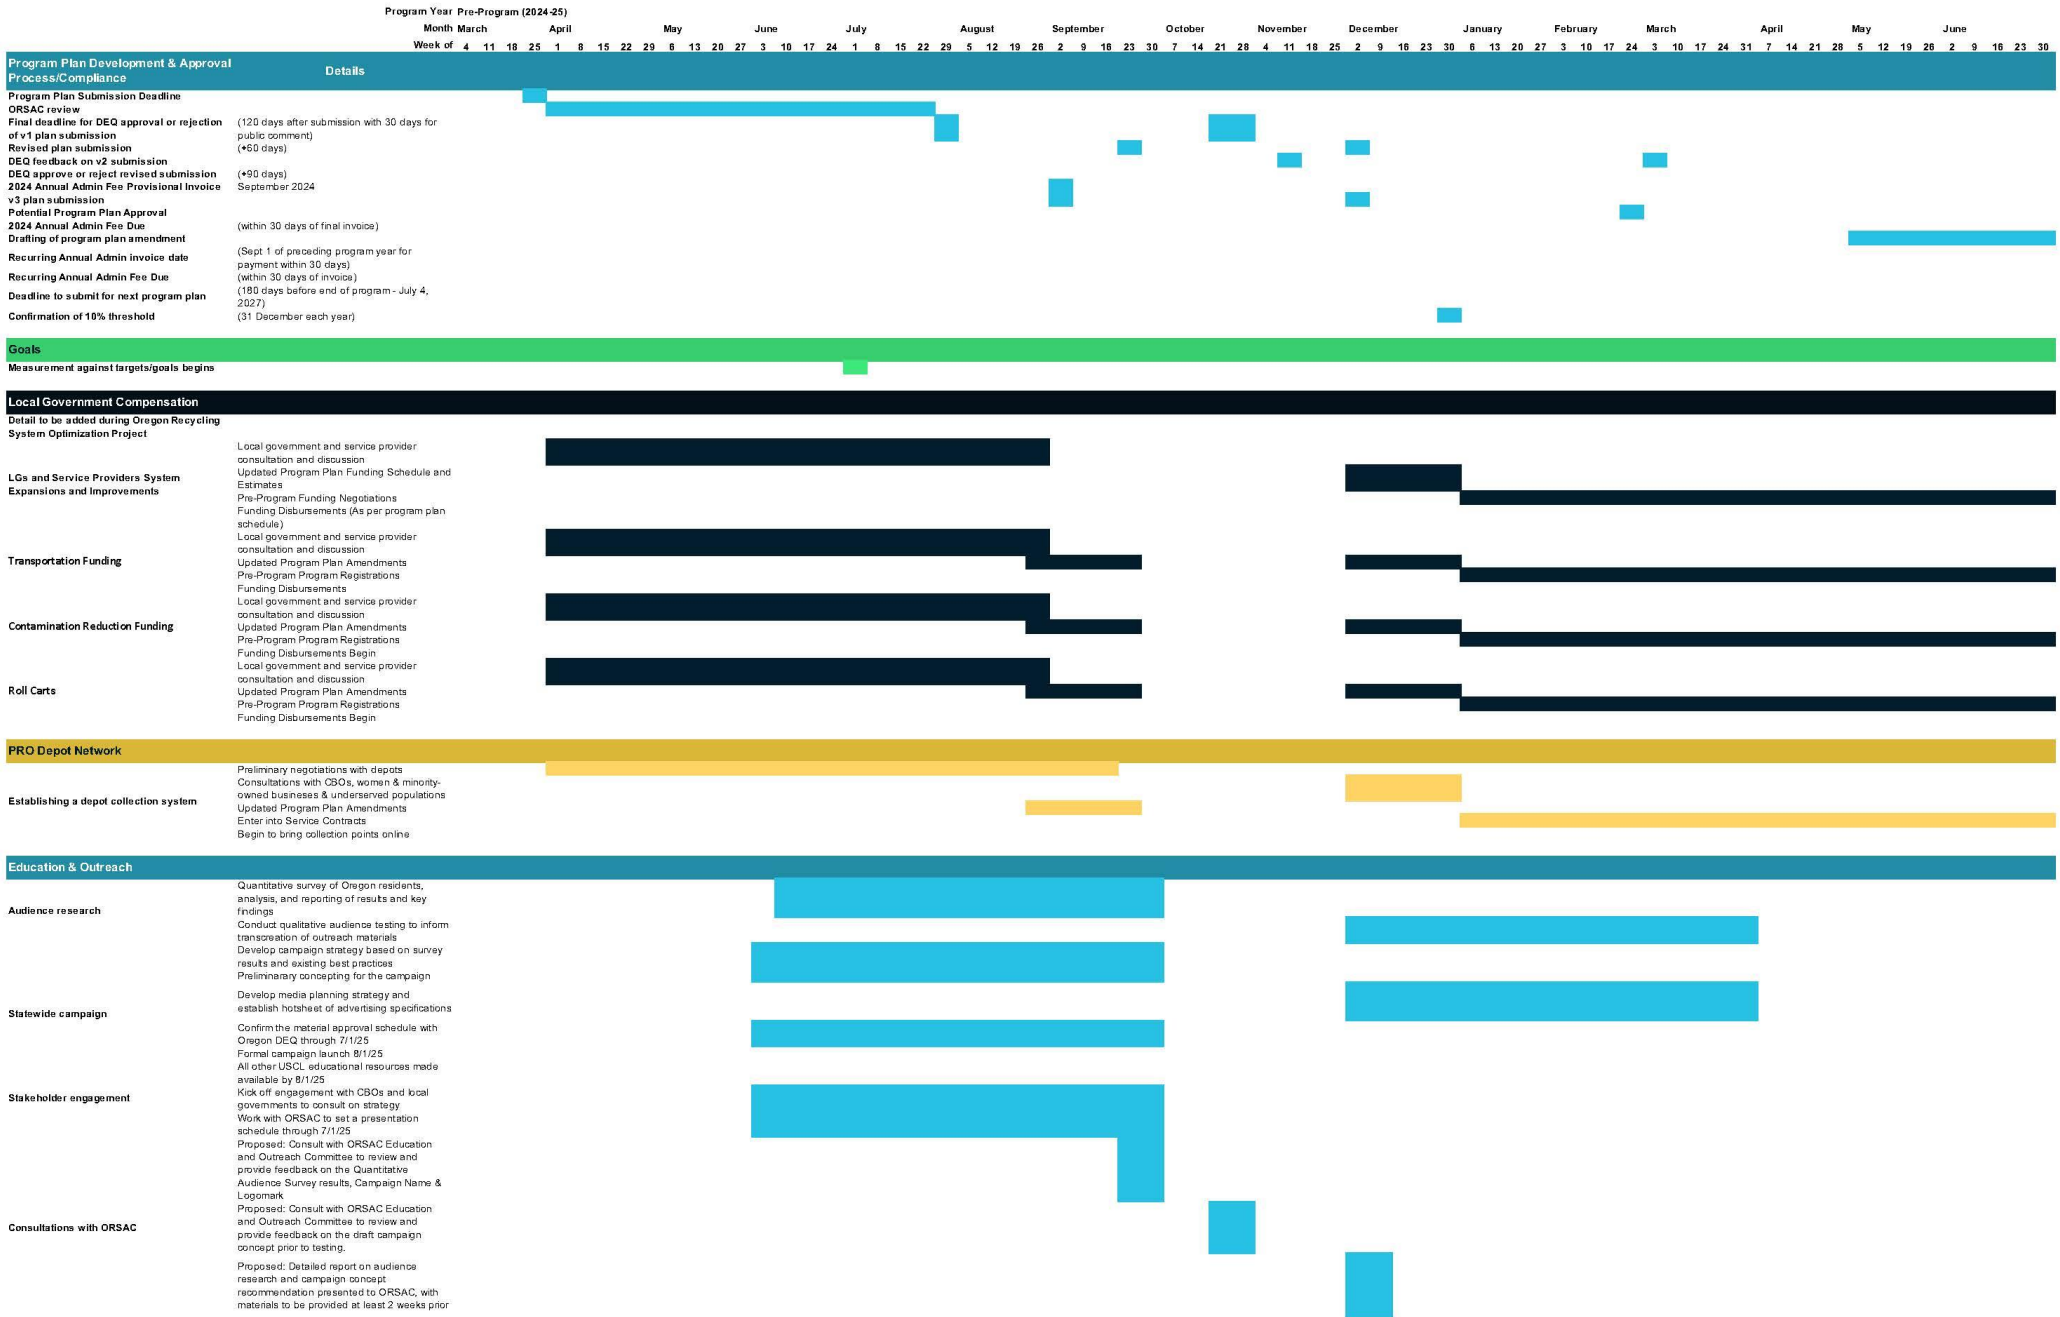 Program Year Pre-Program (2024-25)
Month March April May June July August September October November December January February March April May June
Week of 4 11 18 25 1 8 15 22 29 6 13 20 27 3 10 17 24 1 8 15 22 29 5 12 19 26 2 9 16 23 30 7 14 21 28 4 11 18 25 2 9 16 23 30 6 13 20 27 3 10 17 24 3 10 17 24 31 7 14 21 28 5 12 19 26 2 9 16 23 30
Program Plan Development & Approval
Process/Compliance
Details
Program Plan Submission Deadline
ORSAC review
Final deadline for DEQ approval or rejection
of v1 plan submission
(120 days after submission with 30 days for
public comment)
Revised plan submission (+60 days)
DEQ feedback on v2 submission
DEQ approve or reject revised submission (+90 days)
2024 Annual Admin Fee Provisional Invoice September 2024
v3 plan submission
Potential Program Plan Approval
2024 Annual Admin Fee Due (within 30 days of final invoice)
Drafting of program plan amendment
Recurring Annual Admin invoice date
(Sept 1 of preceding program year for
payment within 30 days)
Recurring Annual Admin Fee Due (within 30 days of invoice)
Deadline to submit for next program plan
(180 days before end of program - July 4,
2027)
Confirmation of 10% threshold (31 December each year)
Goals
Measurement against targets/goals begins
Local Government Compensation
Detail to be added during Oregon Recycling
System Optimization Project
LGs and Service Providers System
Expansions and Improvements
Local government and service provider
consultation and discussion
Updated Program Plan Funding Schedule and
Estimates
Pre-Program Funding Negotiations
Funding Disbursements (As per program plan
schedule)
Transportation Funding
Local government and service provider
consultation and discussion
Updated Program Plan Amendments
Pre-Program Program Registrations
Funding Disbursements
Contamination Reduction Funding
Local government and service provider
consultation and discussion
Updated Program Plan Amendments
Pre-Program Program Registrations
Funding Disbursements Begin
Roll Carts
Local government and service provider
consultation and discussion
Updated Program Plan Amendments
Pre-Program Program Registrations
Funding Disbursements Begin
PRO Depot Network
Establishing a depot collection system
Preliminary negotiations with depots
Consultations with CBOs, women & minority-
owned busineses & underserved populations
Updated Program Plan Amendments
Enter into Service Contracts
Begin to bring collection points online
Education & Outreach
Audience research
Quantitative survey of Oregon residents,
analysis, and reporting of results and key
findings
Conduct qualitative audience testing to inform
transcreation of outreach materials
Statewide campaign
Develop campaign strategy based on survey
results and existing best practices
Preliminarary concepting for the campaign
Develop media planning strategy and
establish hotsheet of advertising specifications
Confirm the material approval schedule with
Oregon DEQ through 7/1/25
Formal campaign launch 8/1/25
Stakeholder engagement
All other USCL educational resources made
available by 8/1/25
Kick off engagement with CBOs and local
governments to consult on strategy
Work with ORSAC to set a presentation
schedule through 7/1/25
Consultations with ORSAC
Proposed: Consult with ORSAC Education
and Outreach Committee to review and
provide feedback on the Quantitative
Audience Survey results, Campaign Name &
Logomark
Proposed: Consult with ORSAC Education
and Outreach Committee to review and
provide feedback on the draft campaign
concept prior to testing.
Proposed: Detailed report on audience
research and campaign concept
recommendation presented to ORSAC, with
materials to be provided at least 2 weeks prior